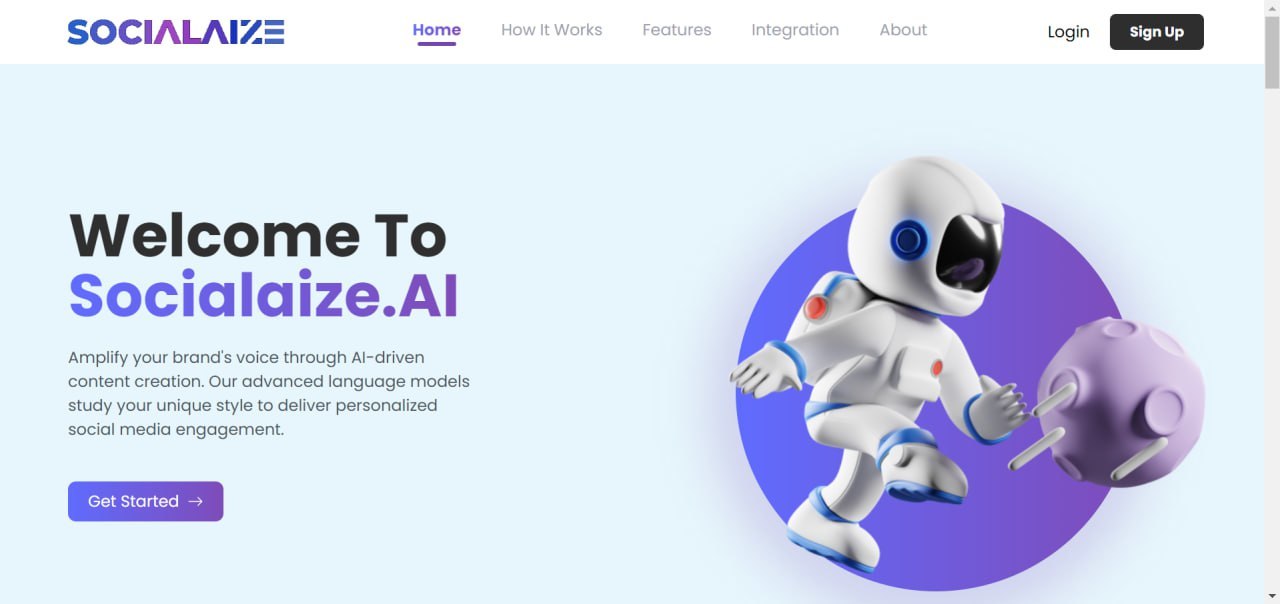 SOCIALAIZE
Home
How It Works
Features
Integration
About
Login
Sign Up
Welcome To
Socialaize.AI
Amplify your brand's voice through AI-driven
content creation. Our advanced language models
study your unique style to deliver personalized
social media engagement.
Get Started →